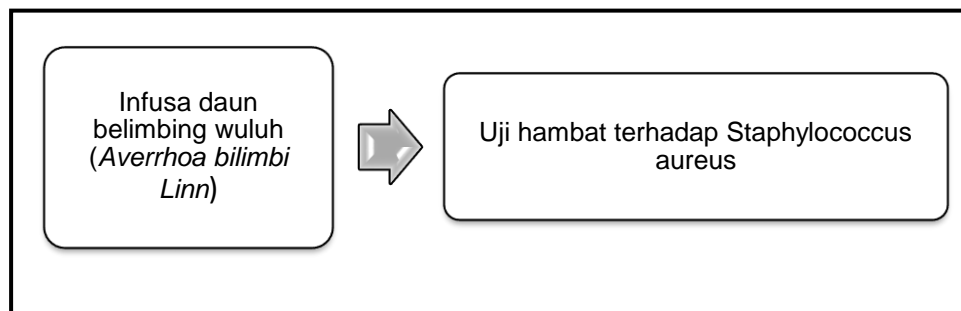 Infusa daun
belimbing wuluh
(Averrhoa bilimbi
Linn)
Uji hambat terhadap Staphylococcus
aureus